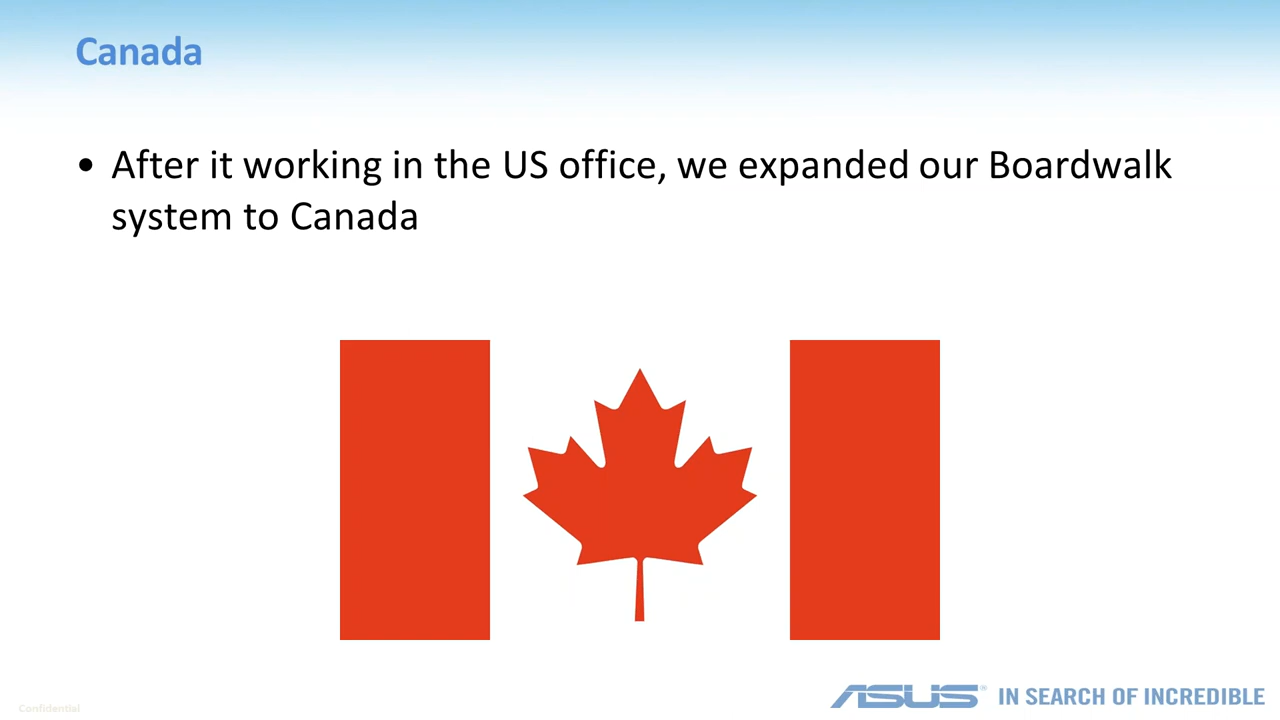 Canada
• After it working in the US office, we expanded our Boardwalk
system to Canada
Confidential
ASUS® IN SEARCH OF INCREDIBLE